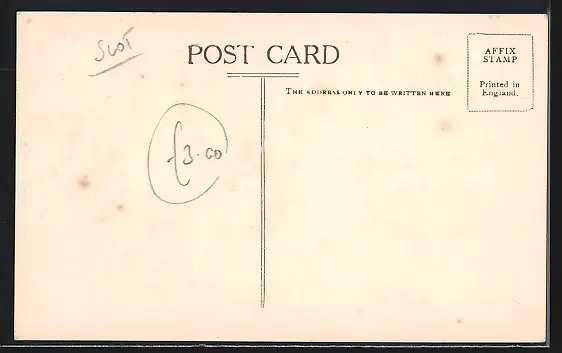 SCOT
POST CARD
AFFIX
STAMP
Printed in
England.
THE ADDRESS ONLY TO BE WRITTEN HERE
£3.00